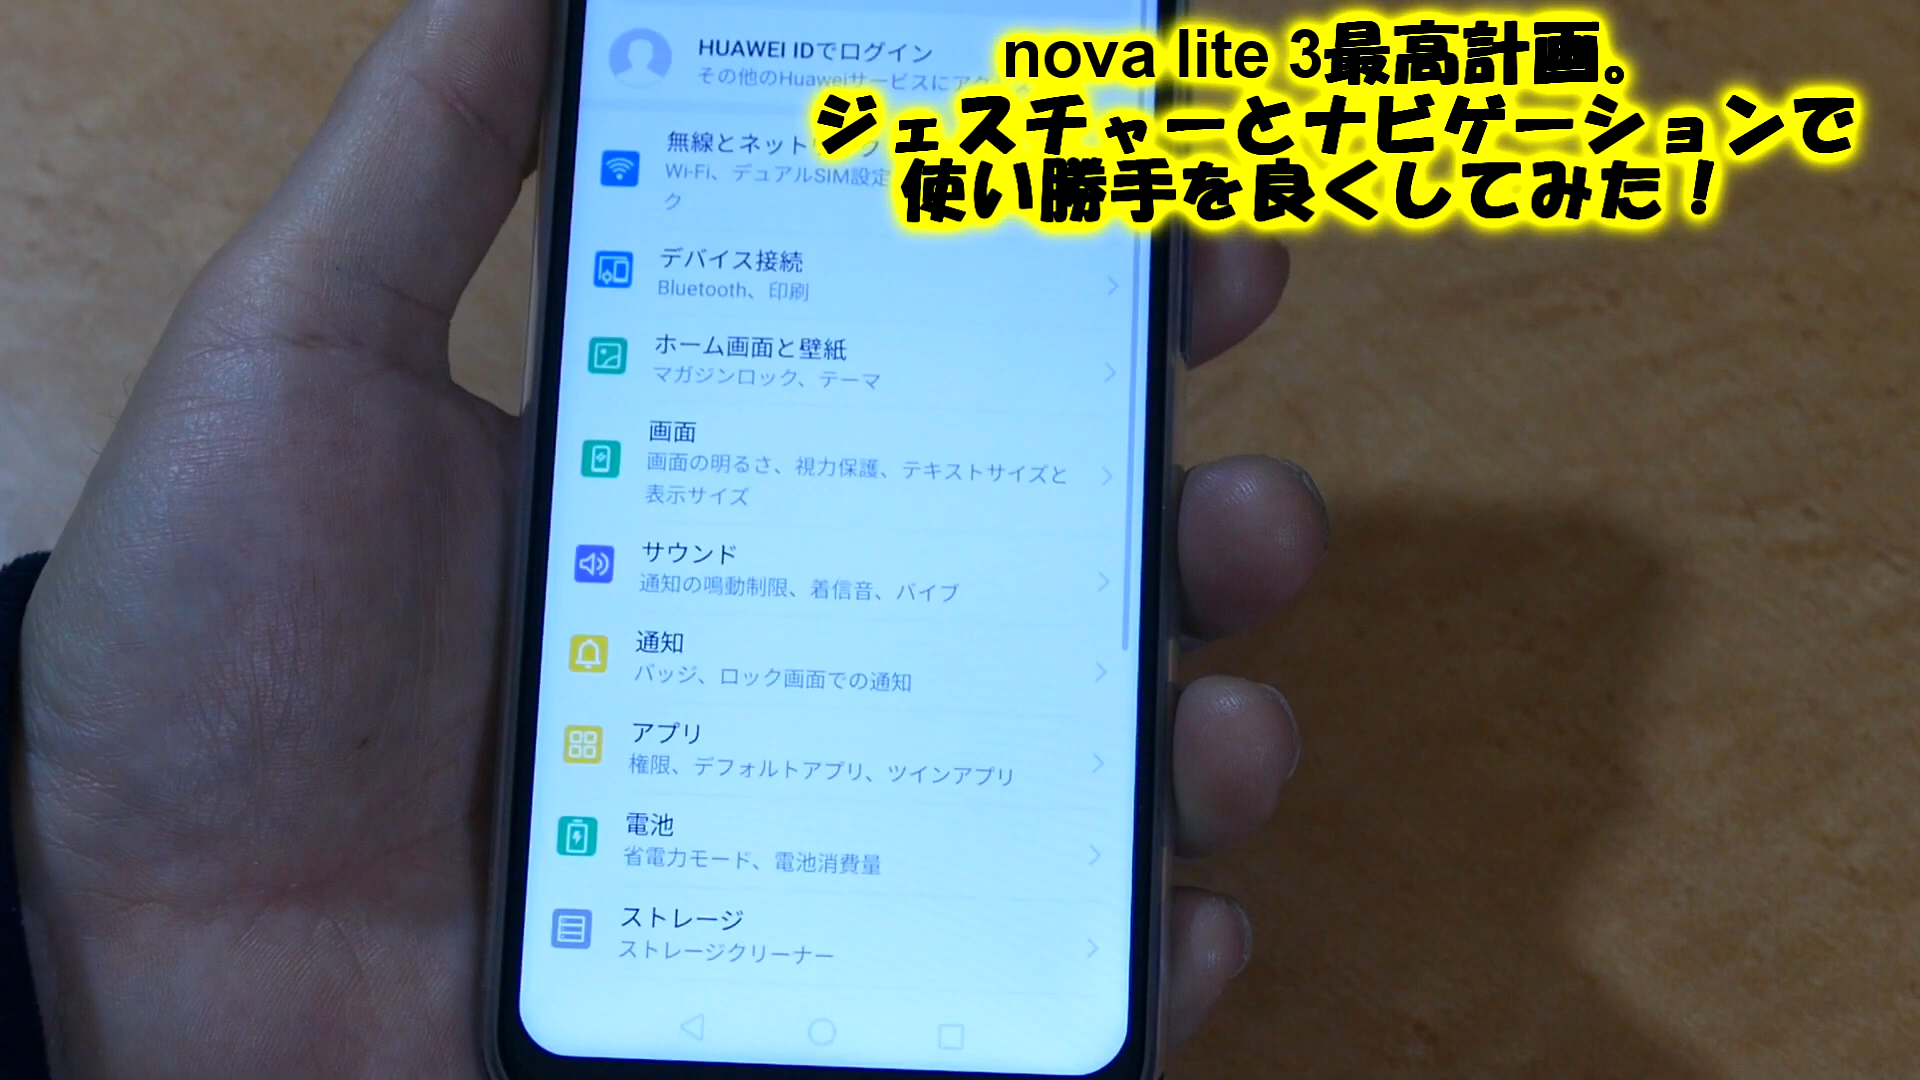 nova lite 3最高計画。
ジェスチャーとナビゲーションで
使い勝手を良くしてみた！
HUAWEI IDでログイン
その他のHuaweiサービスにアク
無線とネットワーク
Wi-Fi、デュアルSIM設定
ク
デバイス接続
Bluetooth、印刷
ホーム画面と壁紙
マガジンロック、テーマ
画面
画面の明るさ、視力保護、テキストサイズと
表示サイズ
サウンド
通知の鳴動制限、着信音、バイブ
通知
バッジ、ロック画面での通知
アプリ
権限、デフォルトアプリ、ツインアプリ
電池
省電力モード、電池消費量
ストレージ
ストレージクリーナー